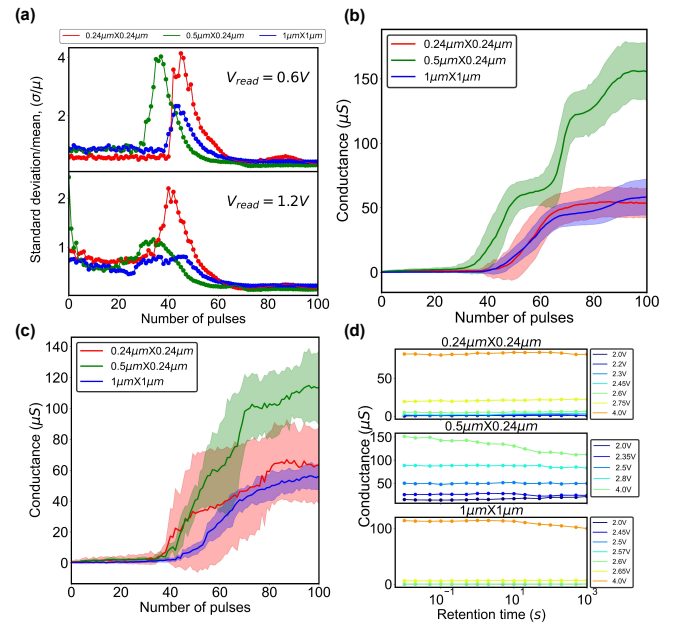 (a)
0.24μmX0.24μm 0.5μmX0.24μm 1μmX1μm
Standard deviation/mean, (σ/μ)
4
2
V_read = 0.6V
2
1
V_read = 1.2V
0 20 40 60 80 100
Number of pulses
(b)
0.24μmX0.24μm
0.5μmX0.24μm
1μmX1μm
Conductance (μS)
150
100
50
0
0 20 40 60 80 100
Number of pulses
(c)
0.24μmX0.24μm
0.5μmX0.24μm
1μmX1μm
Conductance (μS)
140
120
100
80
60
40
20
0
0 20 40 60 80 100
Number of pulses
(d)
Conductance (μS)
0.24μmX0.24μm
50
0
2.0V
2.2V
2.3V
2.45V
2.6V
2.75V
4.0V
0.5μmX0.24μm
150
100
50
2.0V
2.35V
2.5V
2.8V
4.0V
1μmX1μm
100
0
2.0V
2.45V
2.5V
2.57V
2.6V
2.65V
4.0V
10⁻¹ 10¹ 10³
Retention time (s)